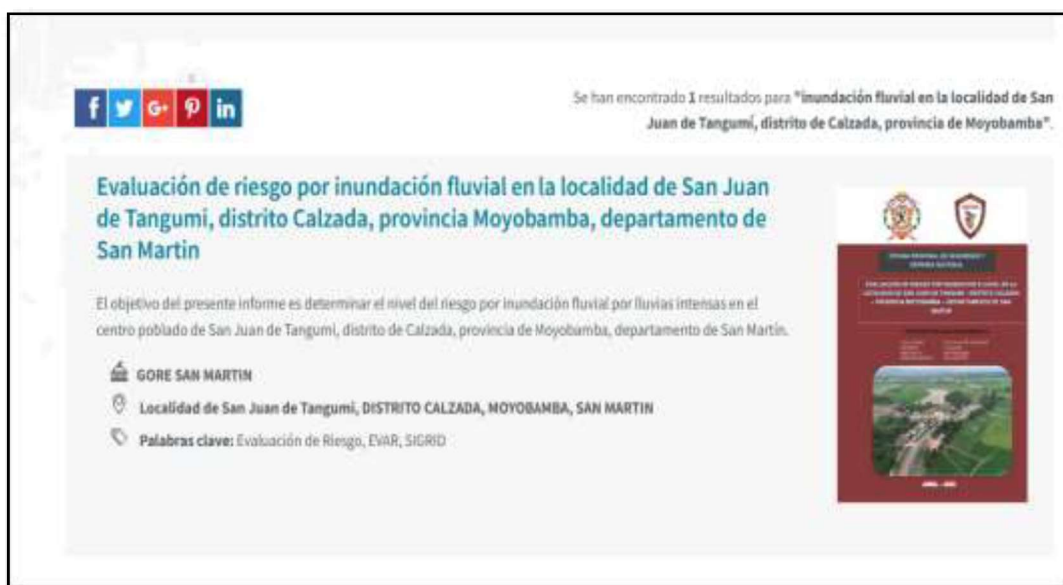 Se han encontrado 1 resultados para "inundación fluvial en la localidad de San
Juan de Tangumí, distrito de Calzada, provincia de Moyobamba".
Evaluación de riesgo por inundación fluvial en la localidad de San Juan
de Tangumi, distrito Calzada, provincia Moyobamba, departamento de
San Martin
El objetivo del presente informe es determinar el nivel del riesgo por inundación fluvial por lluvias intensas en el
centro poblado de San Juan de Tangumi, distrito de Calzada, provincia de Moyobamba, departamento de San Martín.
GORE SAN MARTIN
Localidad de San Juan de Tangumi, DISTRITO CALZADA, MOYOBAMBA, SAN MARTIN
Palabras clave: Evaluación de Riesgo, EVAR, SIGRID